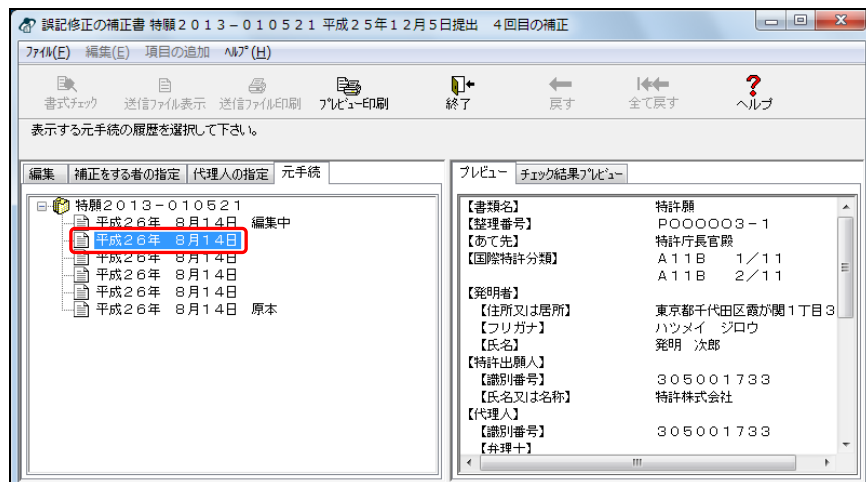 誤記修正の補正書 特願２０１３－０１０５２１ 平成２５年１２月５日提出 ４回目の補正
ﾌｧｲﾙ(F) 編集(E) 項目の追加 ﾍﾙﾌﾟ(H)
書式ﾁｪｯｸ 送信ﾌｧｲﾙ表示 送信ﾌｧｲﾙ印刷 ﾌﾟﾚﾋﾞｭｰ印刷 終了 戻す 全て戻す ヘルプ
表示する元手続の履歴を選択して下さい。
編集 補正をする者の指定 代理人の指定 元手続
特願２０１３－０１０５２１
平成２６年 ８月１４日 編集中
平成２６年 ８月１４日
平成２６年 ８月１４日
平成２６年 ８月１４日
平成２６年 ８月１４日 原本
プレビュー チェック結果ﾌﾟﾚﾋﾞｭｰ
【書類名】 特許願
【整理番号】 Ｐ００００３－１
【あて先】 特許庁長官殿
【国際特許分類】 Ａ１１Ｂ １／１１
Ａ１１Ｂ ２／１１
【発明者】
【住所又は居所】 東京都千代田区霞が関１丁目３
【フリガナ】 ハツメイ ジロウ
【氏名】 発明 次郎
【特許出願人】
【識別番号】 ３０５００１７３３
【氏名又は名称】 特許株式会社
【代理人】
【識別番号】 ３０５００１７３３
【弁理士】